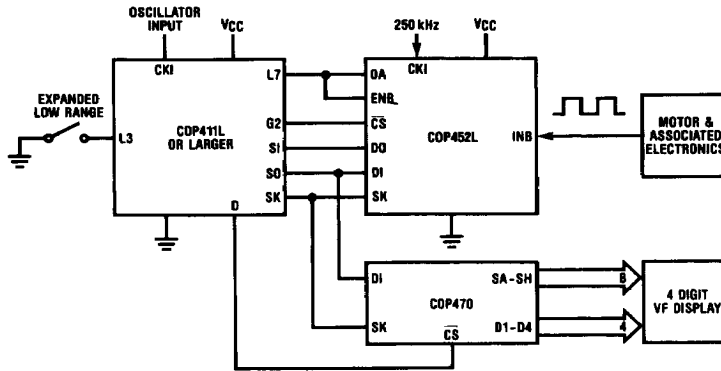 OSCILLATOR
INPUT
VCC
CKI
EXPANDED
LOW RANGE
L3
COP411L
OR LARGER
L7
G2
SI
SO
SK
D
250 kHz
VCC
CKI
OA
ENB
CS
DO
DI
SK
COP452L
INB
MOTOR &
ASSOCIATED
ELECTRONICS
DI
SK
COP470
CS
SA-SH
D1-D4
8
4
4 DIGIT
VF DISPLAY